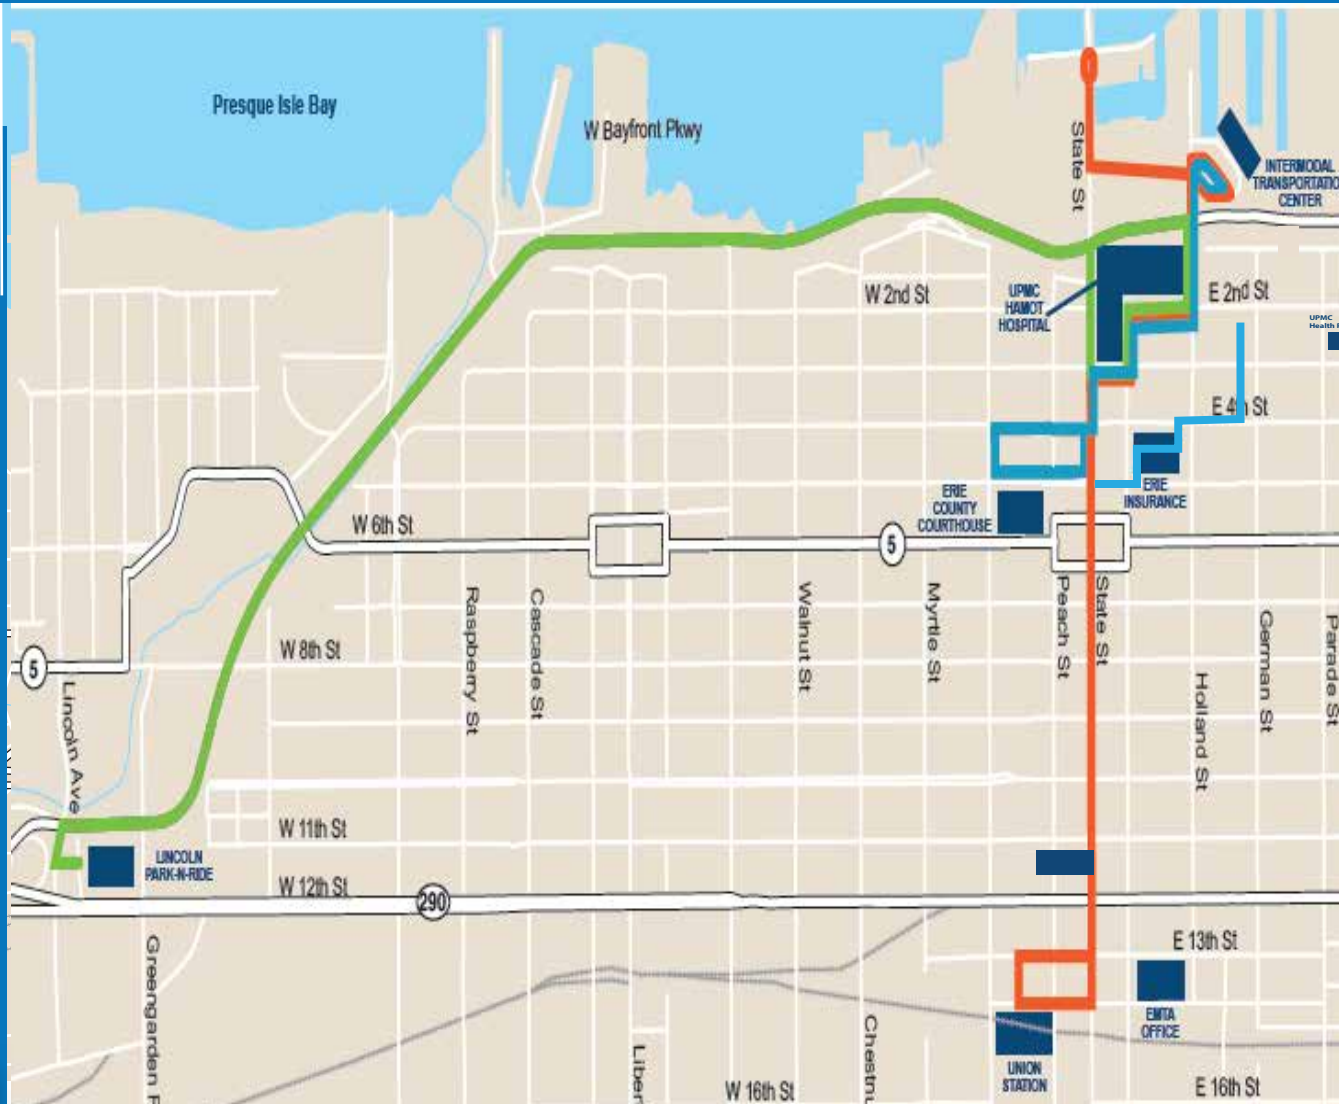 Presque Isle Bay
W Bayfront Pkwy
State St
INTERMODAL
TRANSPORTATIO
CENTER
W 2nd St
UPMC
HAMOT
HOSPITAL
E 2nd St
UPMC
Health
E 4th St
ERIE
COUNTY
COURTHOUSE
ERIE
INSURANCE
W 6th St
5
5
W 8th St
Lincoln Ave
Raspberry St
Cascade St
Walnut St
Myrtle St
Peach St
State St
Holland St
German St
Parade St
W 11th St
LINCOLN
PARK-N-RIDE
W 12th St
290
E 13th St
Greengarden
EMTA
OFFICE
UNION
STATION
Liber
Chestnu
W 16th St
E 16th St